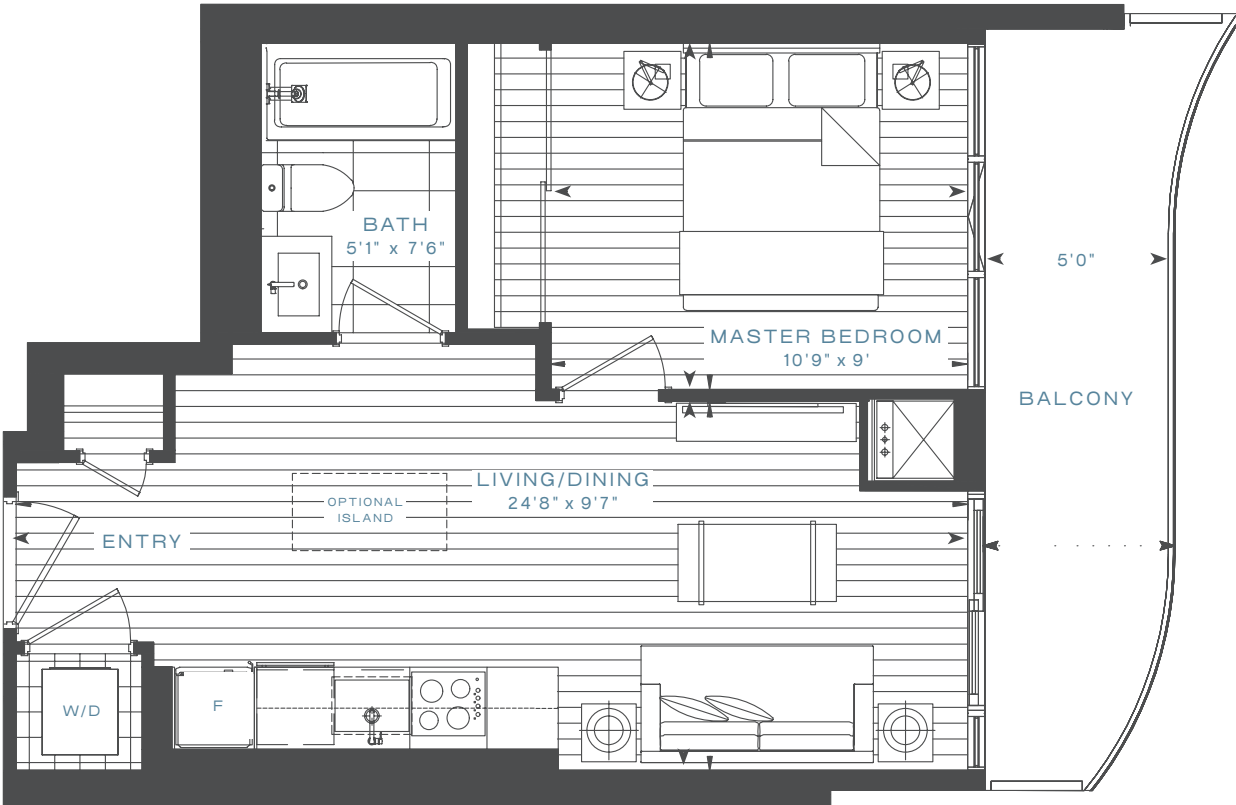 BATH
5'1" x 7'6"
5'0"
MASTER BEDROOM
10'9" x 9'
BALCONY
LIVING/DINING
24'8" x 9'7"
OPTIONAL
ISLAND
ENTRY
W/D
F